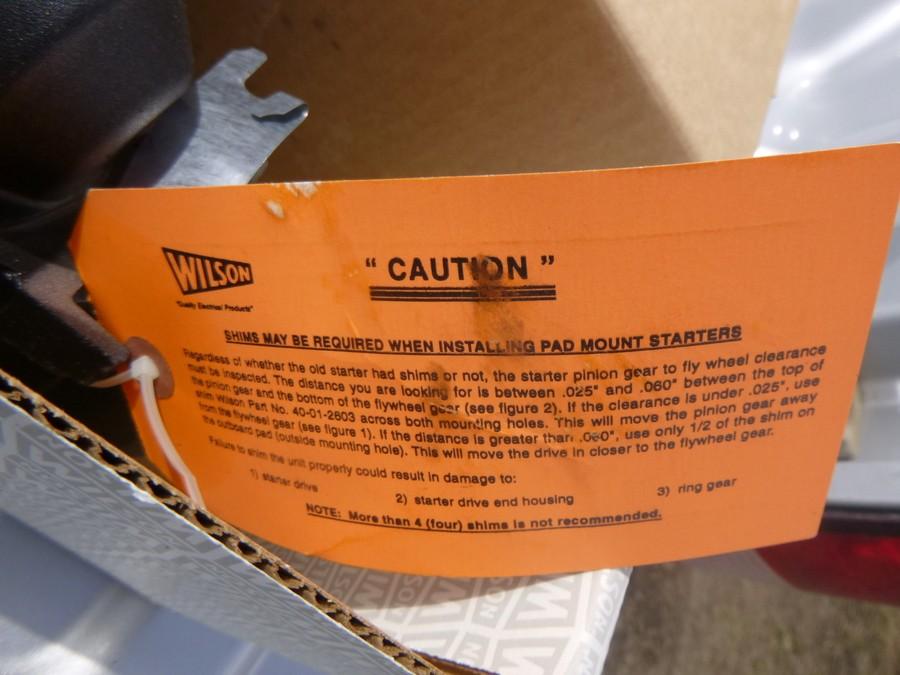 WILSON
"Quality Electrical Products"
" CAUTION "
SHIMS MAY BE REQUIRED WHEN INSTALLING PAD MOUNT STARTERS
Regardless of whether the old starter had shims or not, the starter pinion gear to fly wheel clearance
must be inspected. The distance you are looking for is between .025" and .060" between the top of
the pinion gear and the bottom of the flywheel gear (see figure 2). If the clearance is under .025", use
shim Wilson Part No. 40-01-2603 across both mounting holes. This will move the pinion gear away
from the flywheel gear (see figure 1). If the distance is greater than .060", use only 1/2 of the shim on
the outboard pad (outside mounting hole). This will move the drive in closer to the flywheel gear.
Failure to shim the unit properly could result in damage to:
1) starter drive 2) starter drive end housing 3) ring gear
NOTE: More than 4 (four) shims is not recommended.